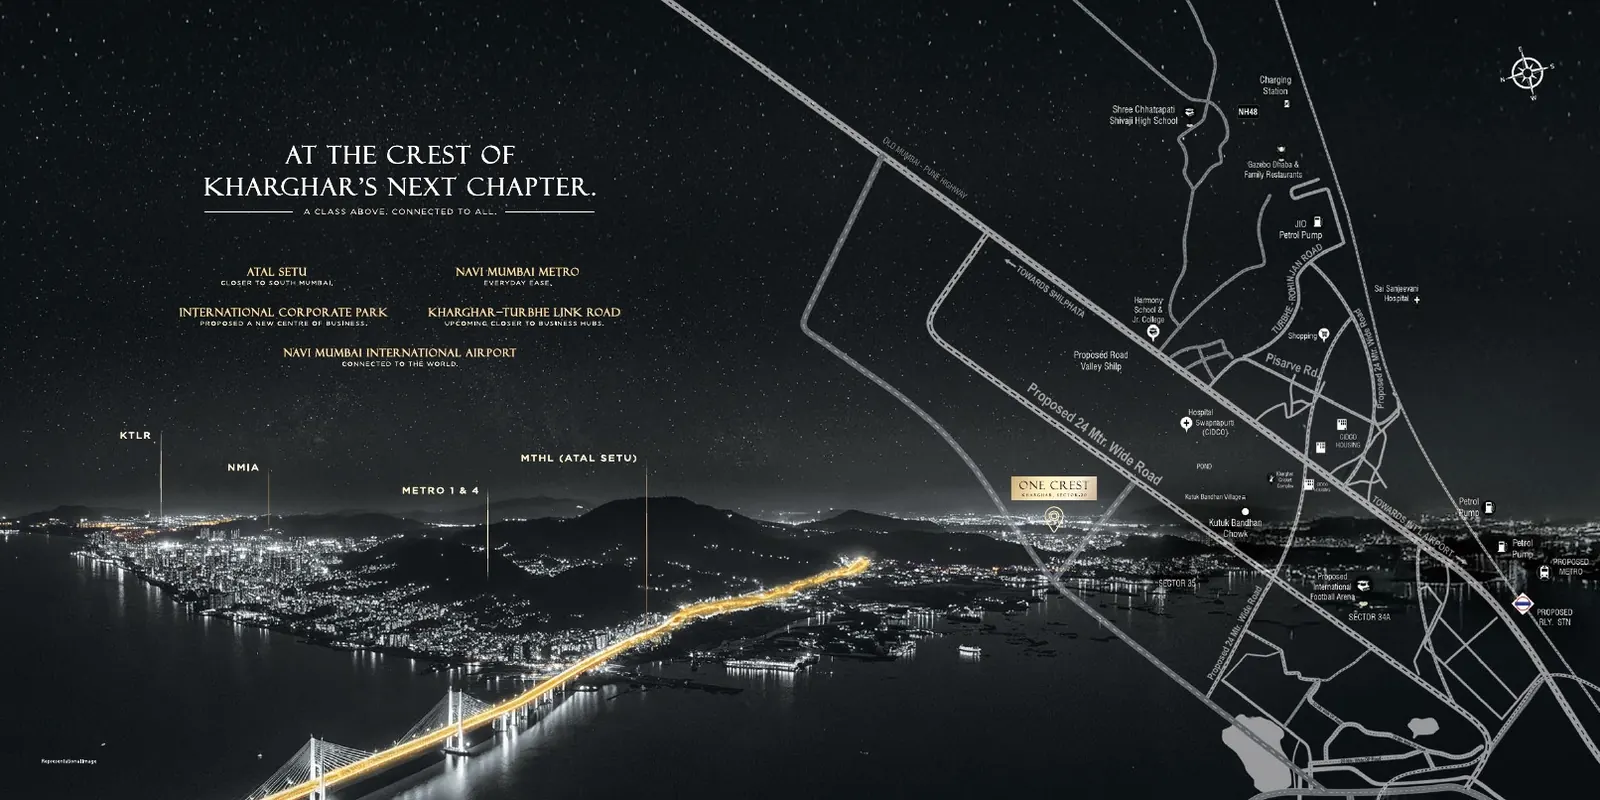 AT THE CREST OF
KHARGHAR'S NEXT CHAPTER.
A CLASS ABOVE. CONNECTED TO ALL.
ATAL SETU
CLOSER TO SOUTH MUMBAI.
NAVI MUMBAI METRO
EVERYDAY EASE.
INTERNATIONAL CORPORATE PARK
PROPOSED A NEW CENTRE OF BUSINESS.
KHARGHAR–TURBHE LINK ROAD
UPCOMING CLOSER TO BUSINESS HUBS.
NAVI MUMBAI INTERNATIONAL AIRPORT
CONNECTED TO THE WORLD.
KTLR
NMIA
METRO 1 & 4
MTHL (ATAL SETU)
RepresentationalImage
E
N
S
W
Charging
Station
Shree Chhatrapati
Shivaji High School
NH48
OLD MUMBAI - PUNE HIGHWAY
Gazebo Dhaba &
Family Restaurants
JIO
Petrol Pump
TURBHE - ROHINJAN ROAD
TOWARDS SHILPHATA
Sai Sanjeevani
Hospital
Harmony
School &
Jr. College
Shopping
Proposed 24 Mtr. Wide Road
Proposed Road
Valley Shilp
Pisarve Rd.
Proposed 24 Mtr. Wide Road
Hospital
Swapnapurti
(CIDCO)
CIDCO
HOUSING
POND
Kharghar
ONE CREST
KHARGHAR, SECTOR-37
Kutuk Bandhan Village
Kutuk Bandhan
Chowk
TOWARDS INT'L AIRPORT
Petrol
Pump
Petrol
Pump
PROPOSED
METRO
SECTOR 35
Proposed
International
Football Arena
SECTOR 34A
PROPOSED
RLY. STN
Proposed 24 Mtr. Wide Road